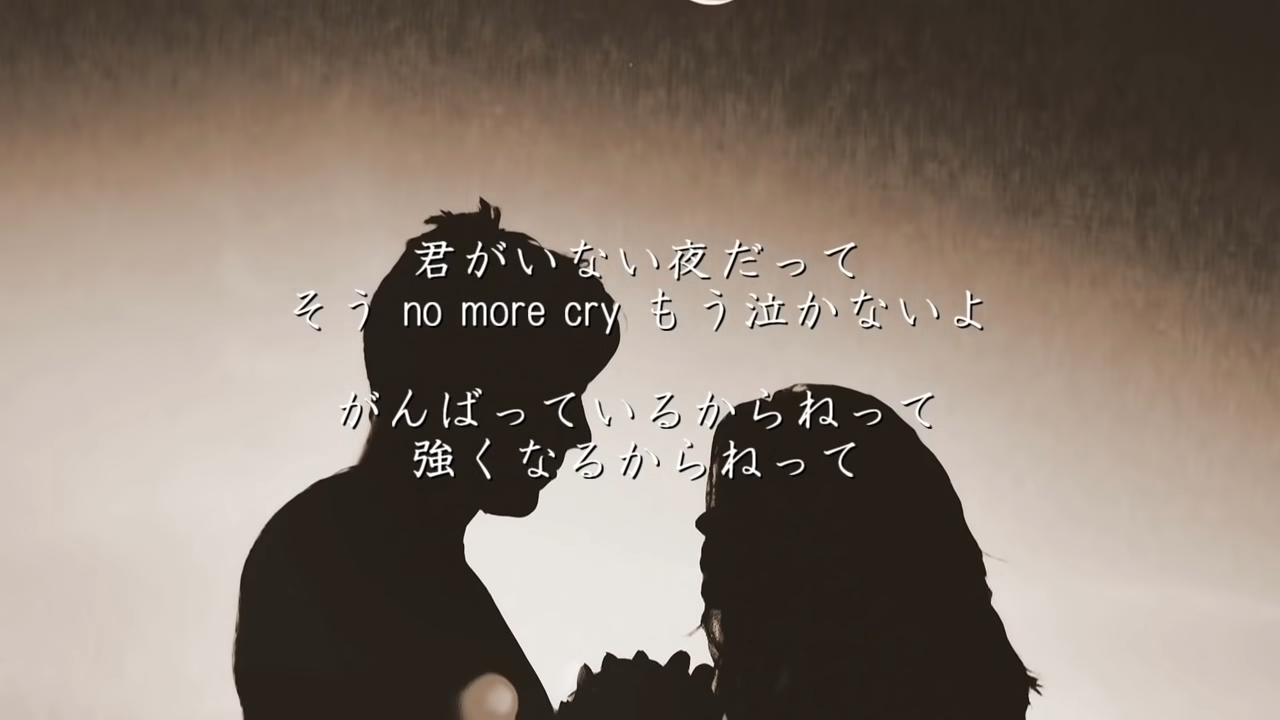 君がいない夜だって
そう no more cry もう泣かないよ
がんばっているからねって
強くなるからねって